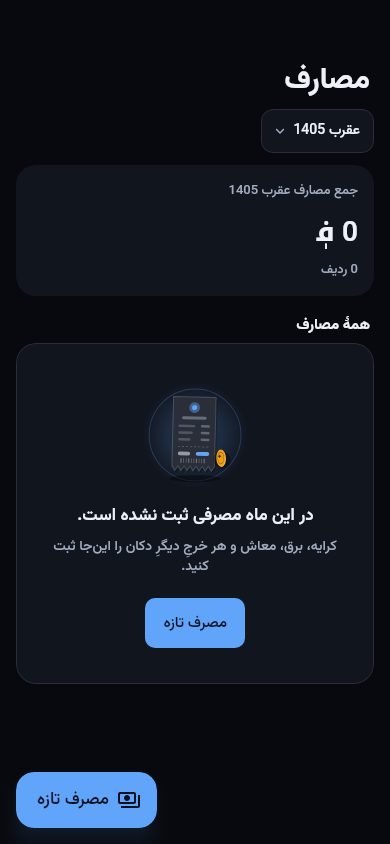 مصارف
عقرب 1405
جمع مصارف عقرب 1405
0 ؋
0 ردیف
همهٔ مصارف
در این ماه مصرفی ثبت نشده است.
کرایه، برق، معاش و هر خرجِ دیگرِ دکان را این‌جا ثبت
کنید.
مصرف تازه
مصرف تازه